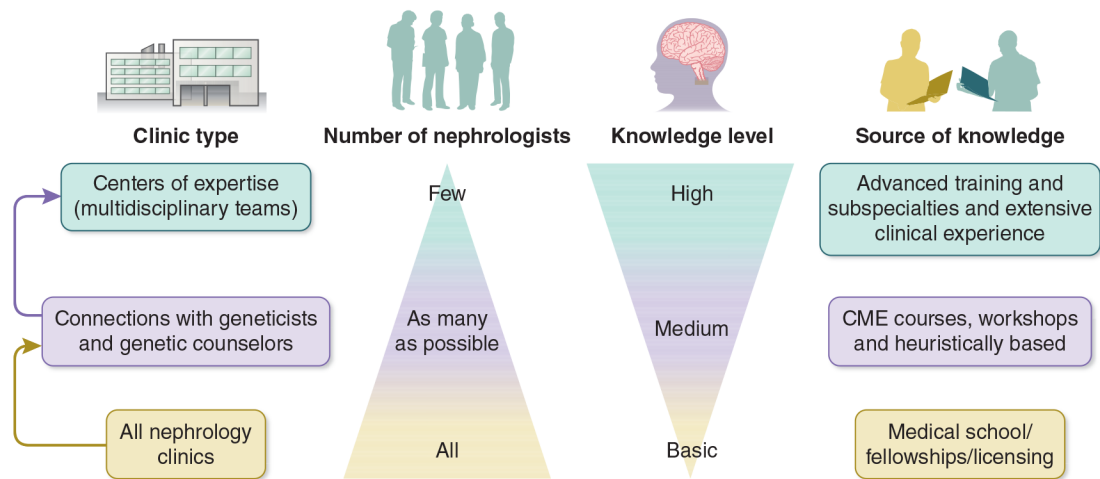 Clinic type
Number of nephrologists
Knowledge level
Source of knowledge
Centers of expertise
(multidisciplinary teams)
Few
High
Advanced training and
subspecialties and extensive
clinical experience
Connections with geneticists
and genetic counselors
As many
as possible
Medium
CME courses, workshops
and heuristically based
All nephrology
clinics
All
Basic
Medical school/
fellowships/licensing